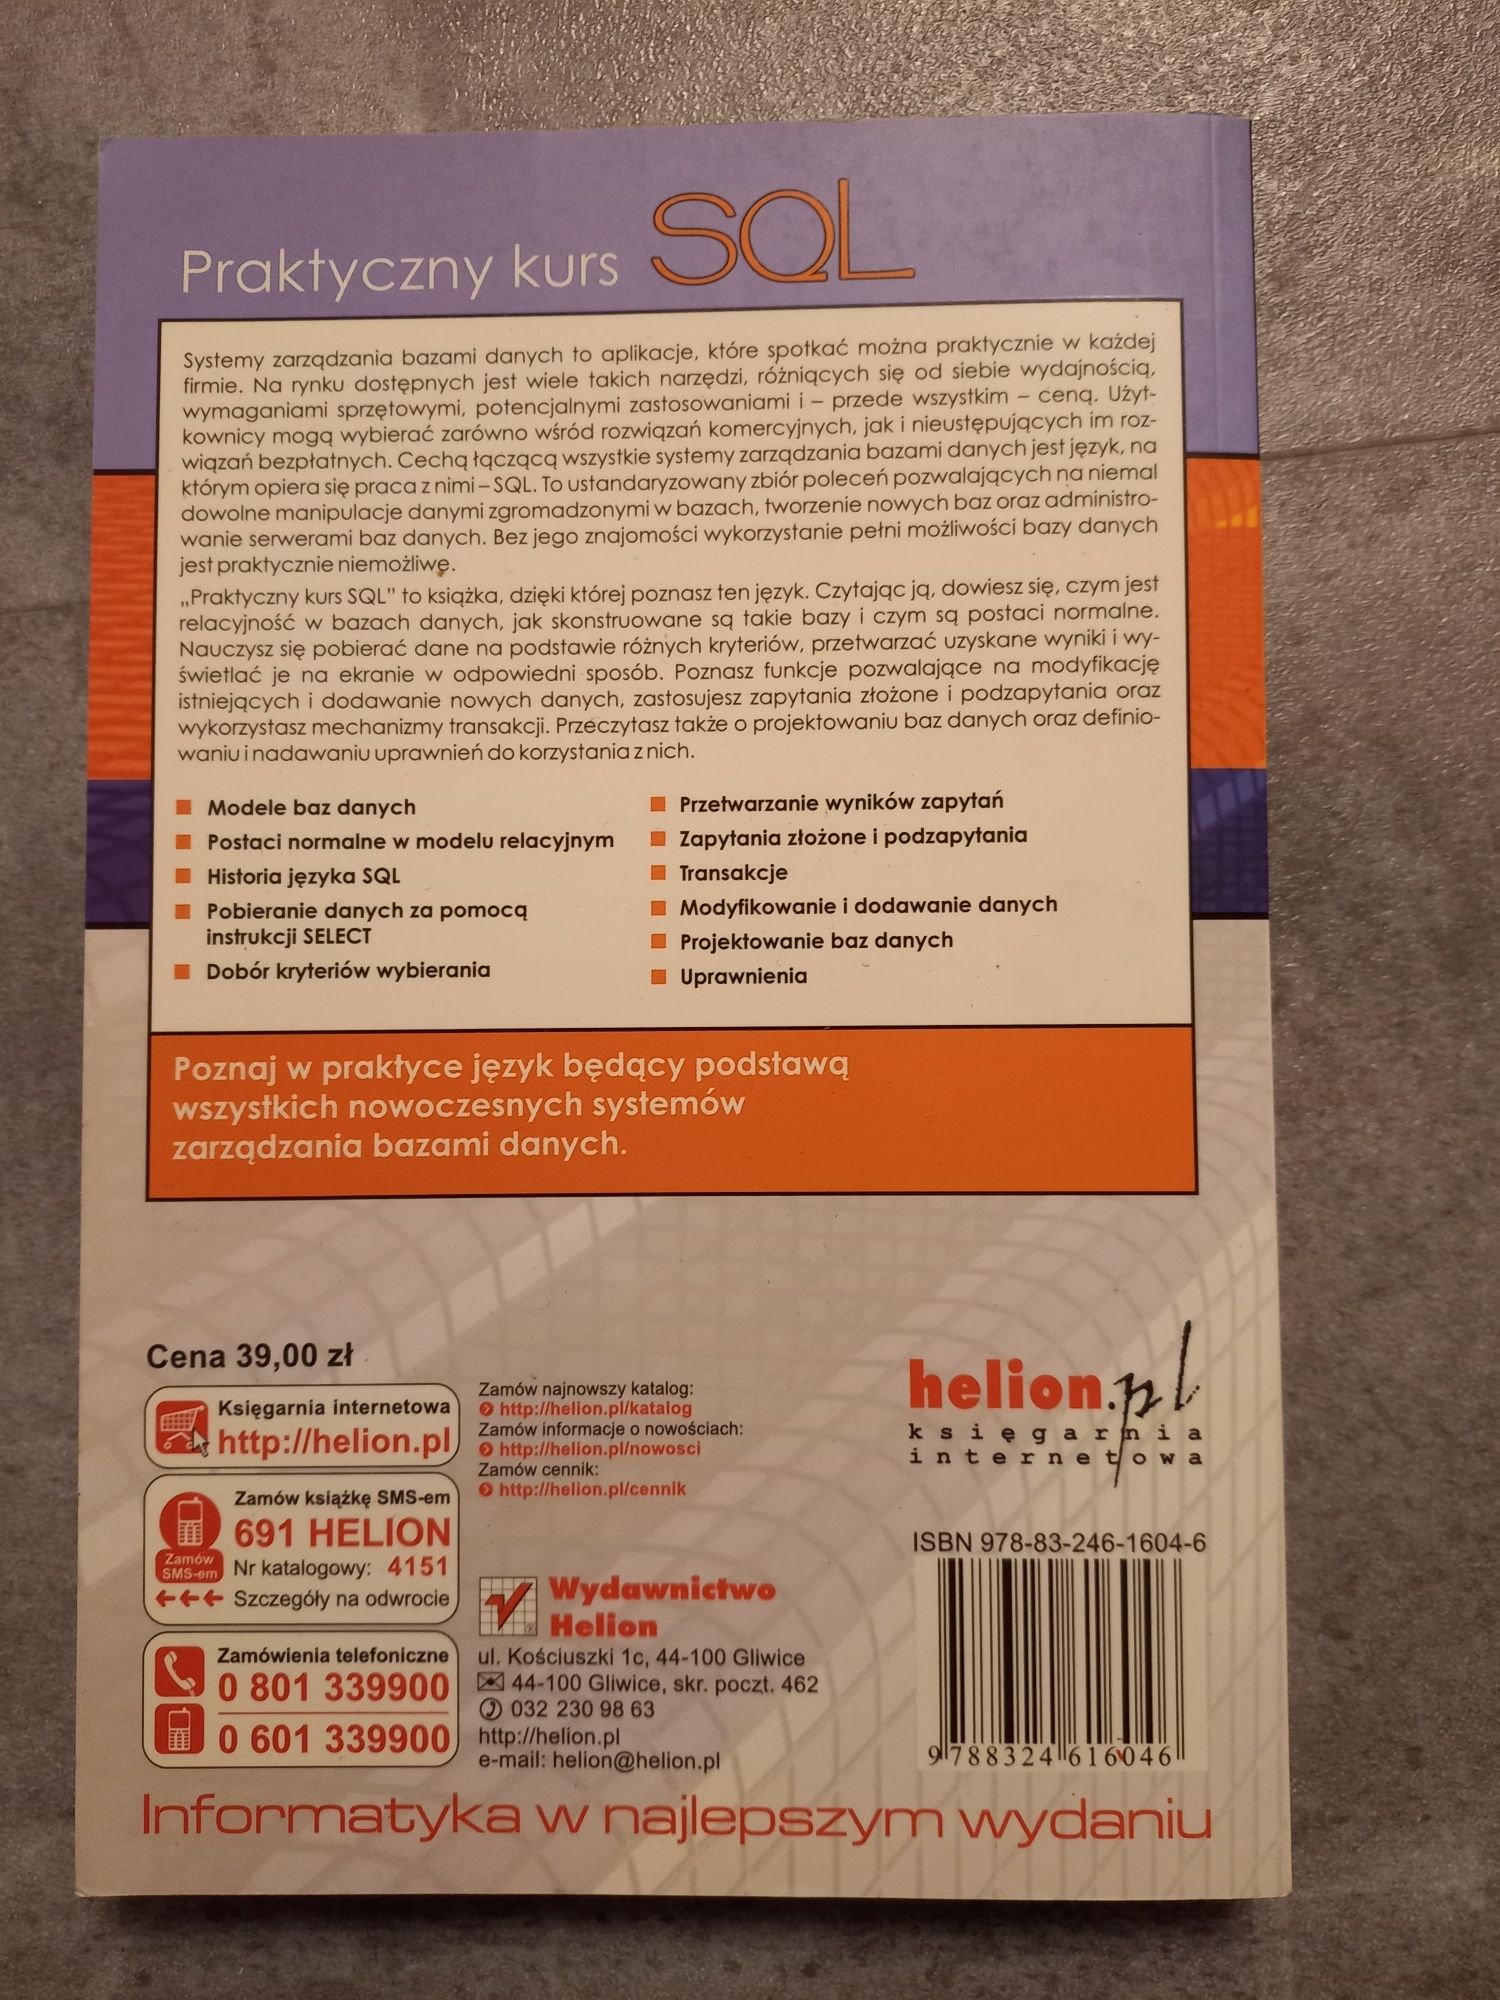 Praktyczny kurs SQL
Systemy zarządzania bazami danych to aplikacje, które spotkać można praktycznie w każdej
firmie. Na rynku dostępnych jest wiele takich narzędzi, różniących się od siebie wydajnością,
wymaganiami sprzętowymi, potencjalnymi zastosowaniami i – przede wszystkim – ceną. Użyt-
kownicy mogą wybierać zarówno wśród rozwiązań komercyjnych, jak i nieustępujących im roz-
wiązań bezpłatnych. Cechą łączącą wszystkie systemy zarządzania bazami danych jest język, na
którym opiera się praca z nimi – SQL. To ustandaryzowany zbiór poleceń pozwalających na niemal
dowolne manipulacje danymi zgromadzonymi w bazach, tworzenie nowych baz oraz administro-
wanie serwerami baz danych. Bez jego znajomości wykorzystanie pełni możliwości bazy danych
jest praktycznie niemożliwe.
„Praktyczny kurs SQL" to książka, dzięki której poznasz ten język. Czytając ją, dowiesz się, czym jest
relacyjność w bazach danych, jak skonstruowane są takie bazy i czym są postaci normalne.
Nauczysz się pobierać dane na podstawie różnych kryteriów, przetwarzać uzyskane wyniki i wy-
świetlać je na ekranie w odpowiedni sposób. Poznasz funkcje pozwalające na modyfikację
istniejących i dodawanie nowych danych, zastosujesz zapytania złożone i podzapytania oraz
wykorzystasz mechanizmy transakcji. Przeczytasz także o projektowaniu baz danych oraz definio-
waniu i nadawaniu uprawnień do korzystania z nich.
Modele baz danych
Postaci normalne w modelu relacyjnym
Historia języka SQL
Pobieranie danych za pomocą
instrukcji SELECT
Dobór kryteriów wybierania
Przetwarzanie wyników zapytań
Zapytania złożone i podzapytania
Transakcje
Modyfikowanie i dodawanie danych
Projektowanie baz danych
Uprawnienia
Poznaj w praktyce język będący podstawą
wszystkich nowoczesnych systemów
zarządzania bazami danych.
Cena 39,00 zł
Księgarnia internetowa
http://helion.pl
Zamów książkę SMS-em
691 HELION
Zamów
SMS-em
Nr katalogowy: 4151
Szczegóły na odwrocie
Zamówienia telefoniczne
0 801 339900
0 601 339900
Zamów najnowszy katalog:
http://helion.pl/katalog
Zamów informacje o nowościach:
http://helion.pl/nowosci
Zamów cennik:
http://helion.pl/cennik
Wydawnictwo
Helion
ul. Kościuszki 1c, 44-100 Gliwice
44-100 Gliwice, skr. poczt. 462
032 230 98 63
http://helion.pl
e-mail: helion@helion.pl
helion.pl
księgarnia
internetowa
ISBN 978-83-246-1604-6
9 788324 616046
Informatyka w najlepszym wydaniu